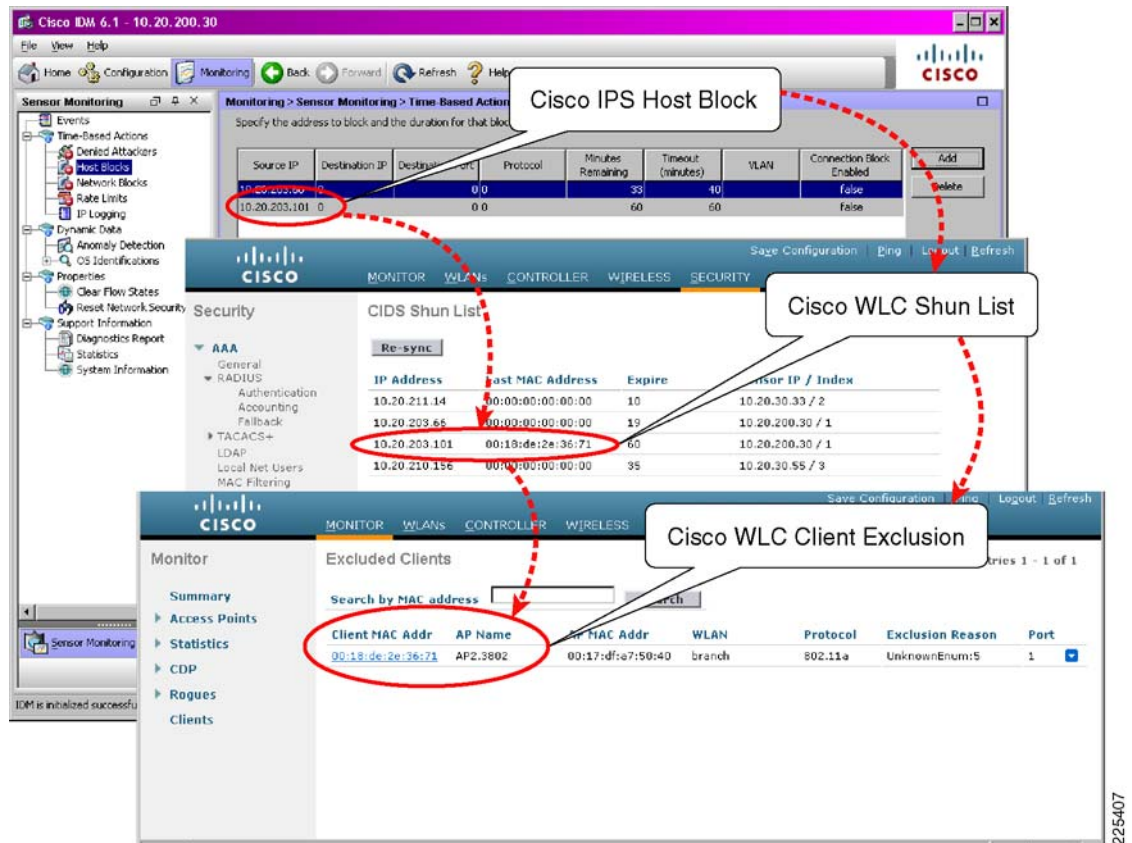 Cisco IDM 6.1 - 10.20.200.30
File View Help
Home Configuration Monitoring Back Forward Refresh Help
CISCO
Sensor Monitoring
Events
Time-Based Actions
Denied Attackers
Host Blocks
Network Blocks
Rate Limits
IP Logging
Dynamic Data
Anomaly Detection
OS Identifications
Properties
Clear Flow States
Reset Network Security
Support Information
Diagnostics Report
Statistics
System Information
Sensor Monitoring
IDM is initialized successfu
Monitoring > Sensor Monitoring > Time-Based Action
Specify the address to block and the duration for that bloc
Cisco IPS Host Block
Source IP Destination IP Protocol Minutes Remaining Timeout (minutes) VLAN Connection Block Enabled
0 0 0 33 40 false
10.20.203.101 0 0 0 60 60 false
Add
Delete
Save Configuration Ping Logout Refresh
CISCO
MONITOR WLANs CONTROLLER WIRELESS SECURITY
Cisco WLC Shun List
Security
AAA
General
RADIUS
Authentication
Accounting
Fallback
TACACS+
LDAP
Local Net Users
MAC Filtering
CIDS Shun List
Re-sync
IP Address Last MAC Address Expire Sensor IP / Index
10.20.211.14 00:00:00:00:00:00 10 10.20.30.33 / 2
10.20.203.66 00:00:00:00:00:00 19 10.20.200.30 / 1
10.20.203.101 00:18:de:2e:36:71 60 10.20.200.30 / 1
10.20.210.156 00:00:00:00:00:00 35 10.20.30.55 / 3
Save Configuration Ping Logout Refresh
CISCO
MONITOR WLANs CONTROLLER WIRELESS
Cisco WLC Client Exclusion
Monitor
Summary
Access Points
Statistics
CDP
Rogues
Clients
Excluded Clients
tries 1 - 1 of 1
Search by MAC address
Client MAC Addr AP Name AP MAC Addr WLAN Protocol Exclusion Reason Port
00:18:de:2e:36:71 AP2.3802 00:17:df:a7:50:40 branch 802.11a UnknownEnum:5 1
225407